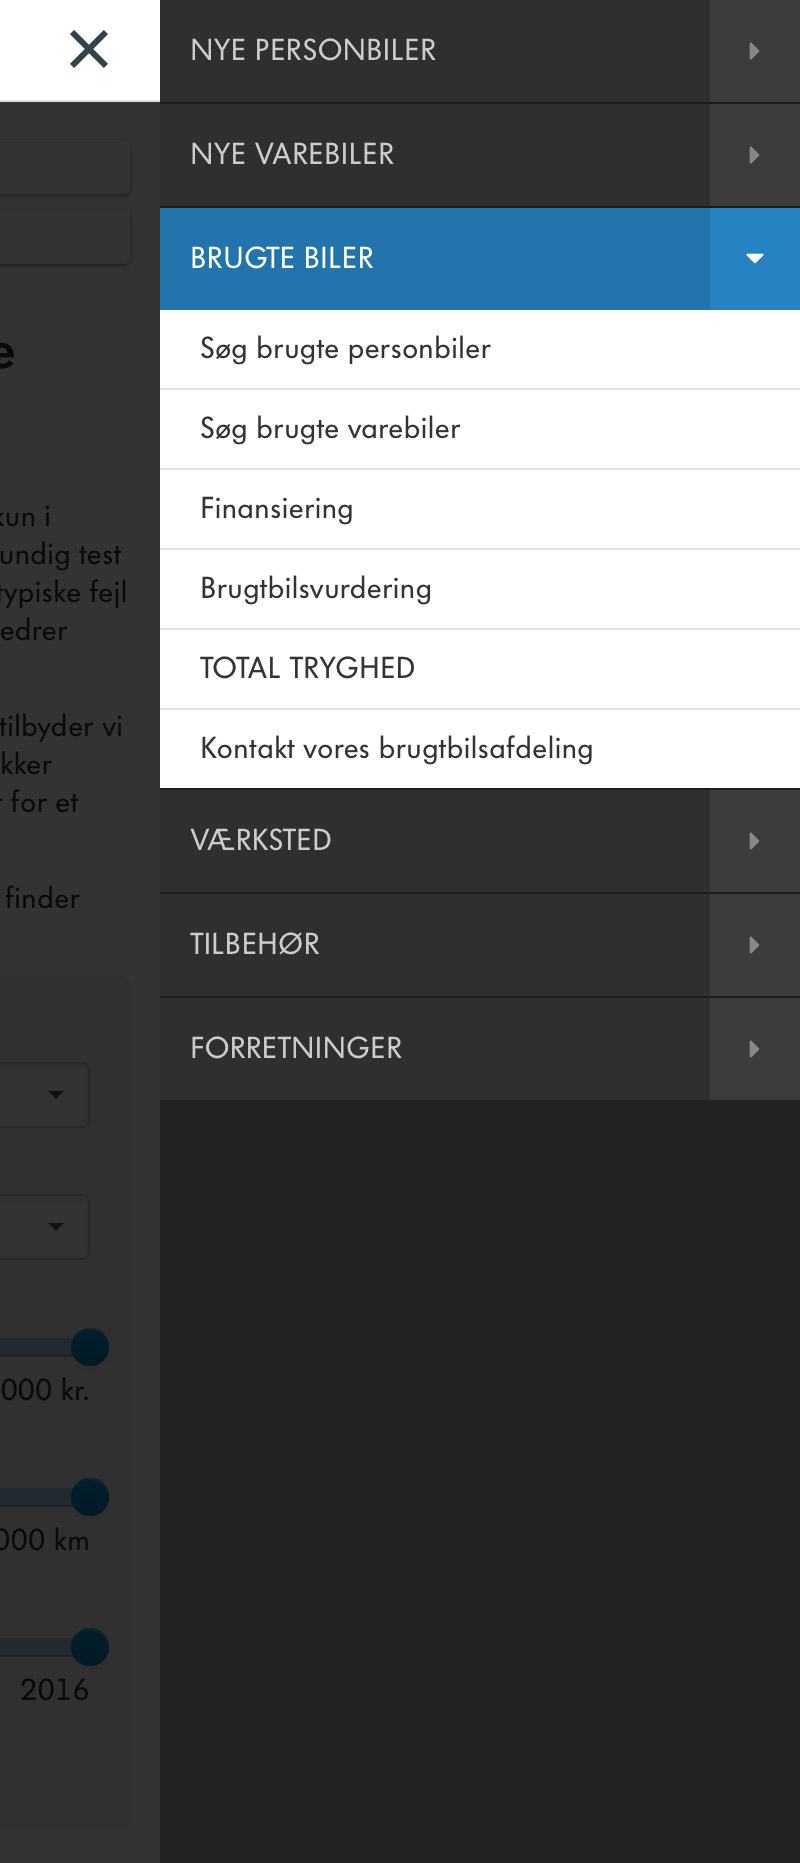 NYE PERSONBILER
NYE VAREBILER
BRUGTE BILER
Søg brugte personbiler
Søg brugte varebiler
Finansiering
Brugtbilsvurdering
TOTAL TRYGHED
Kontakt vores brugtbilsafdeling
VÆRKSTED
TILBEHØR
FORRETNINGER
e
kun i
undig test
typiske fejl
edrer
tilbyder vi
kker
for et
finder
000 kr.
000 km
2016